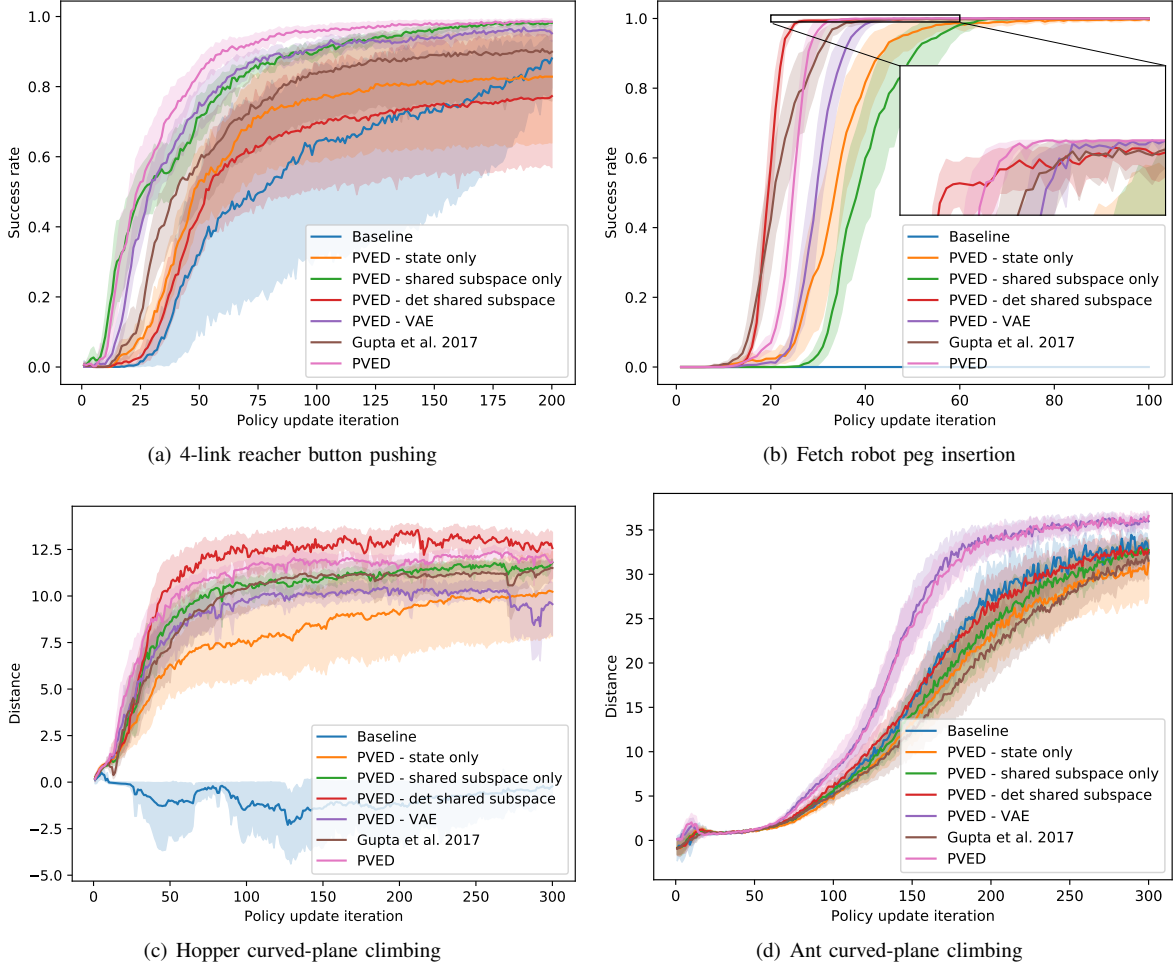 1.0
0.8
0.6
0.4
0.2
0.0
Success rate
0 25 50 75 100 125 150 175 200
Policy update iteration
Baseline
PVED - state only
PVED - shared subspace only
PVED - det shared subspace
PVED - VAE
Gupta et al. 2017
PVED
(a) 4-link reacher button pushing
1.0
0.8
0.6
0.4
0.2
0.0
Success rate
0 20 40 60 80 100
Policy update iteration
Baseline
PVED - state only
PVED - shared subspace only
PVED - det shared subspace
PVED - VAE
Gupta et al. 2017
PVED
(b) Fetch robot peg insertion
12.5
10.0
7.5
5.0
2.5
0.0
−2.5
−5.0
Distance
0 50 100 150 200 250 300
Policy update iteration
Baseline
PVED - state only
PVED - shared subspace only
PVED - det shared subspace
PVED - VAE
Gupta et al. 2017
PVED
(c) Hopper curved-plane climbing
35
30
25
20
15
10
5
0
Distance
0 50 100 150 200 250 300
Policy update iteration
Baseline
PVED - state only
PVED - shared subspace only
PVED - det shared subspace
PVED - VAE
Gupta et al. 2017
PVED
(d) Ant curved-plane climbing